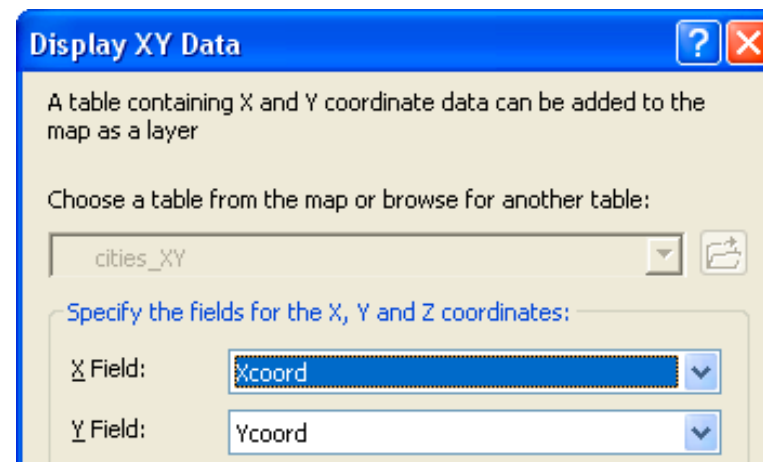 Display XY Data
?
A table containing X and Y coordinate data can be added to the
map as a layer
Choose a table from the map or browse for another table:
cities_XY
Specify the fields for the X, Y and Z coordinates:
X Field: Xcoord
Y Field: Ycoord